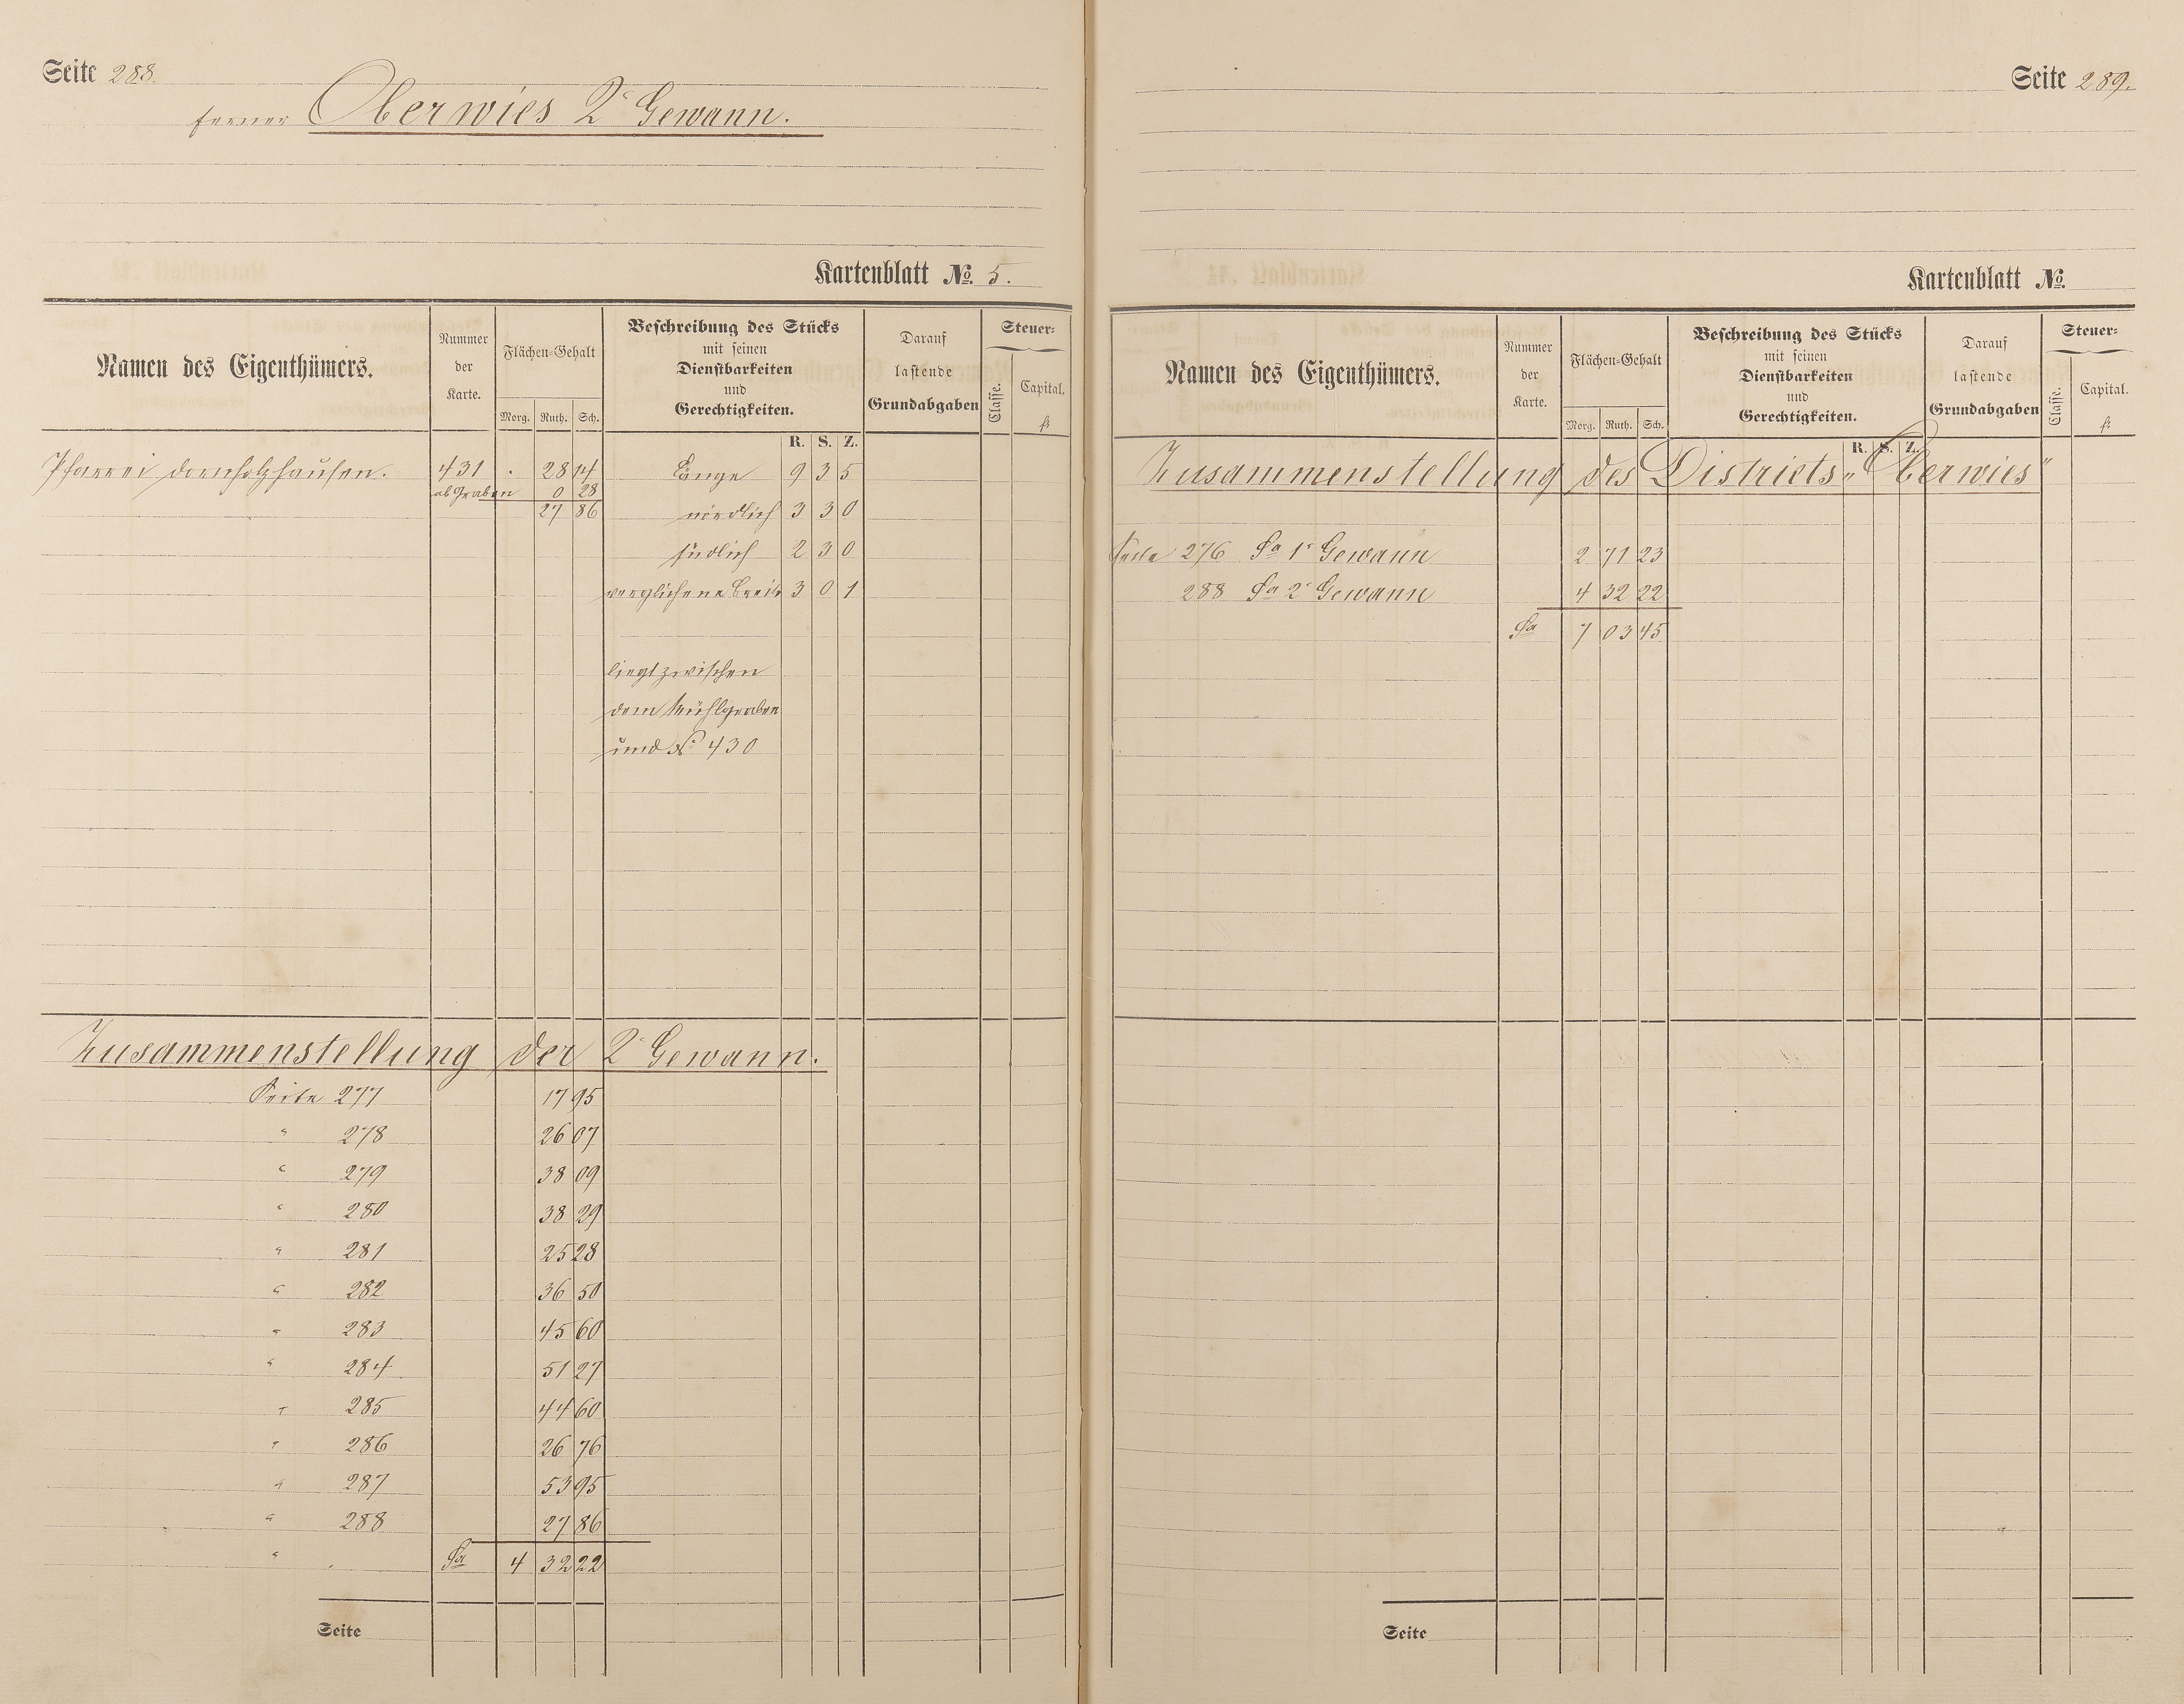 Seite 288.
ferner Oberwies 2e Gewann.
Kartenblatt No. 5.
Namen des Eigenthümers.
Nummer der Karte.
Flächen=Gehalt
Morg. Ruth. Sch.
Beschreibung des Stücks
mit seinen
Dienstbarkeiten
und
Gerechtigkeiten.
Darauf
lastende
Grundabgaben
Steuer=
Classe.
Capital.
fl.
R. S. Z.
Pfarrei Dornholzhausen. 431 . 28 14 Länge 9 3 5
ab Graben 0 28
27 86 nördlich 3 3 0
südlich 2 3 0
verglichene Breite 3 0 1
liegt zwischen
dem Mühlgraben
und No 430
Zusammenstellung der 2e Gewann.
Seite 277 17 95
" 278 26 07
" 279 38 09
" 280 38 29
" 281 25 28
" 282 36 50
" 283 45 60
" 284 51 27
" 285 44 60
" 286 26 76
" 287 53 95
" 288 27 86
" . Sa 4 32 22
Seite
Seite 289.
Kartenblatt No.
Namen des Eigenthümers.
Nummer der Karte.
Flächen=Gehalt
Morg. Ruth. Sch.
Beschreibung des Stücks
mit seinen
Dienstbarkeiten
und
Gerechtigkeiten.
Darauf
lastende
Grundabgaben
Steuer=
Classe.
Capital.
fl.
R. S. Z.
Zusammenstellung des Districts „Oberwies"
Seite 276 Sa 1e Gewann 2 71 23
288 Sa 2e Gewann 4 32 22
Sa 7 03 45
Seite